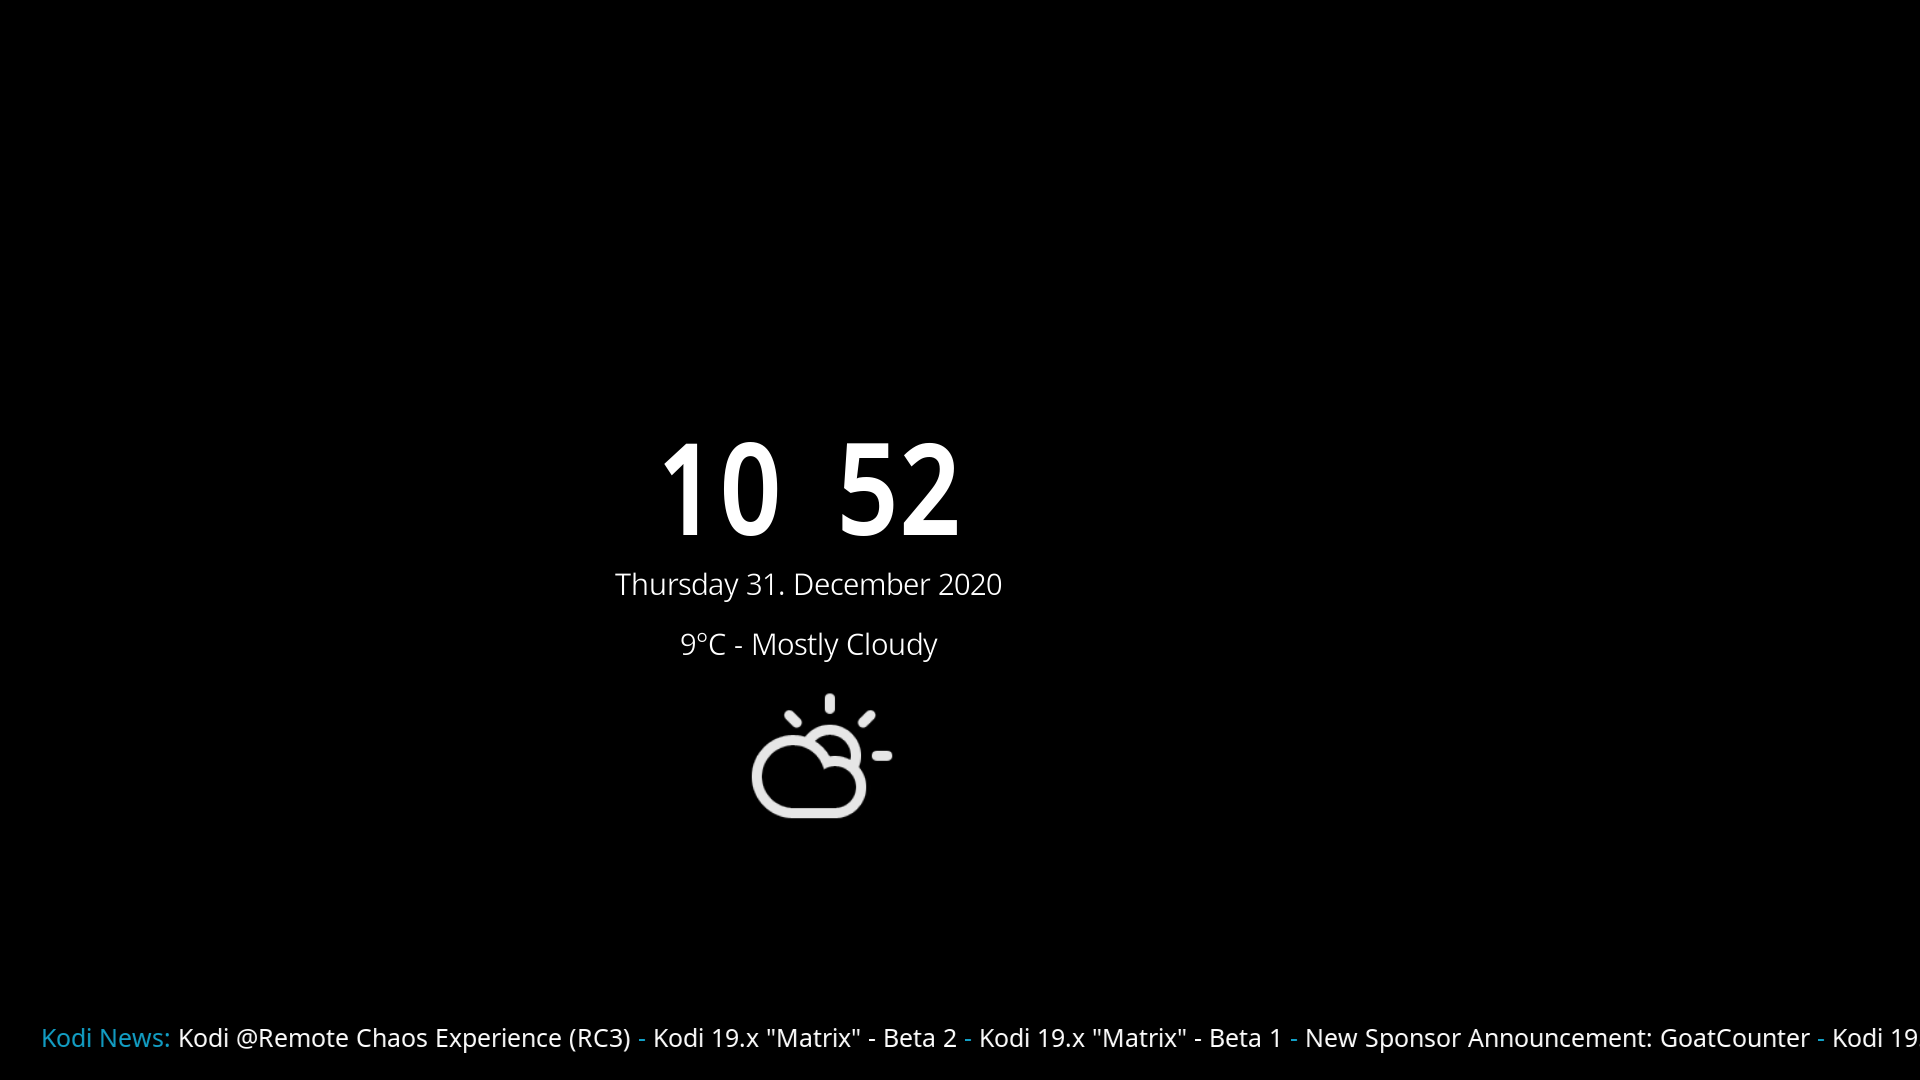 10 52
Thursday 31. December 2020
9°C - Mostly Cloudy
Kodi News: Kodi @Remote Chaos Experience (RC3) - Kodi 19.x "Matrix" - Beta 2 - Kodi 19.x "Matrix" - Beta 1 - New Sponsor Announcement: GoatCounter - Kodi 19.